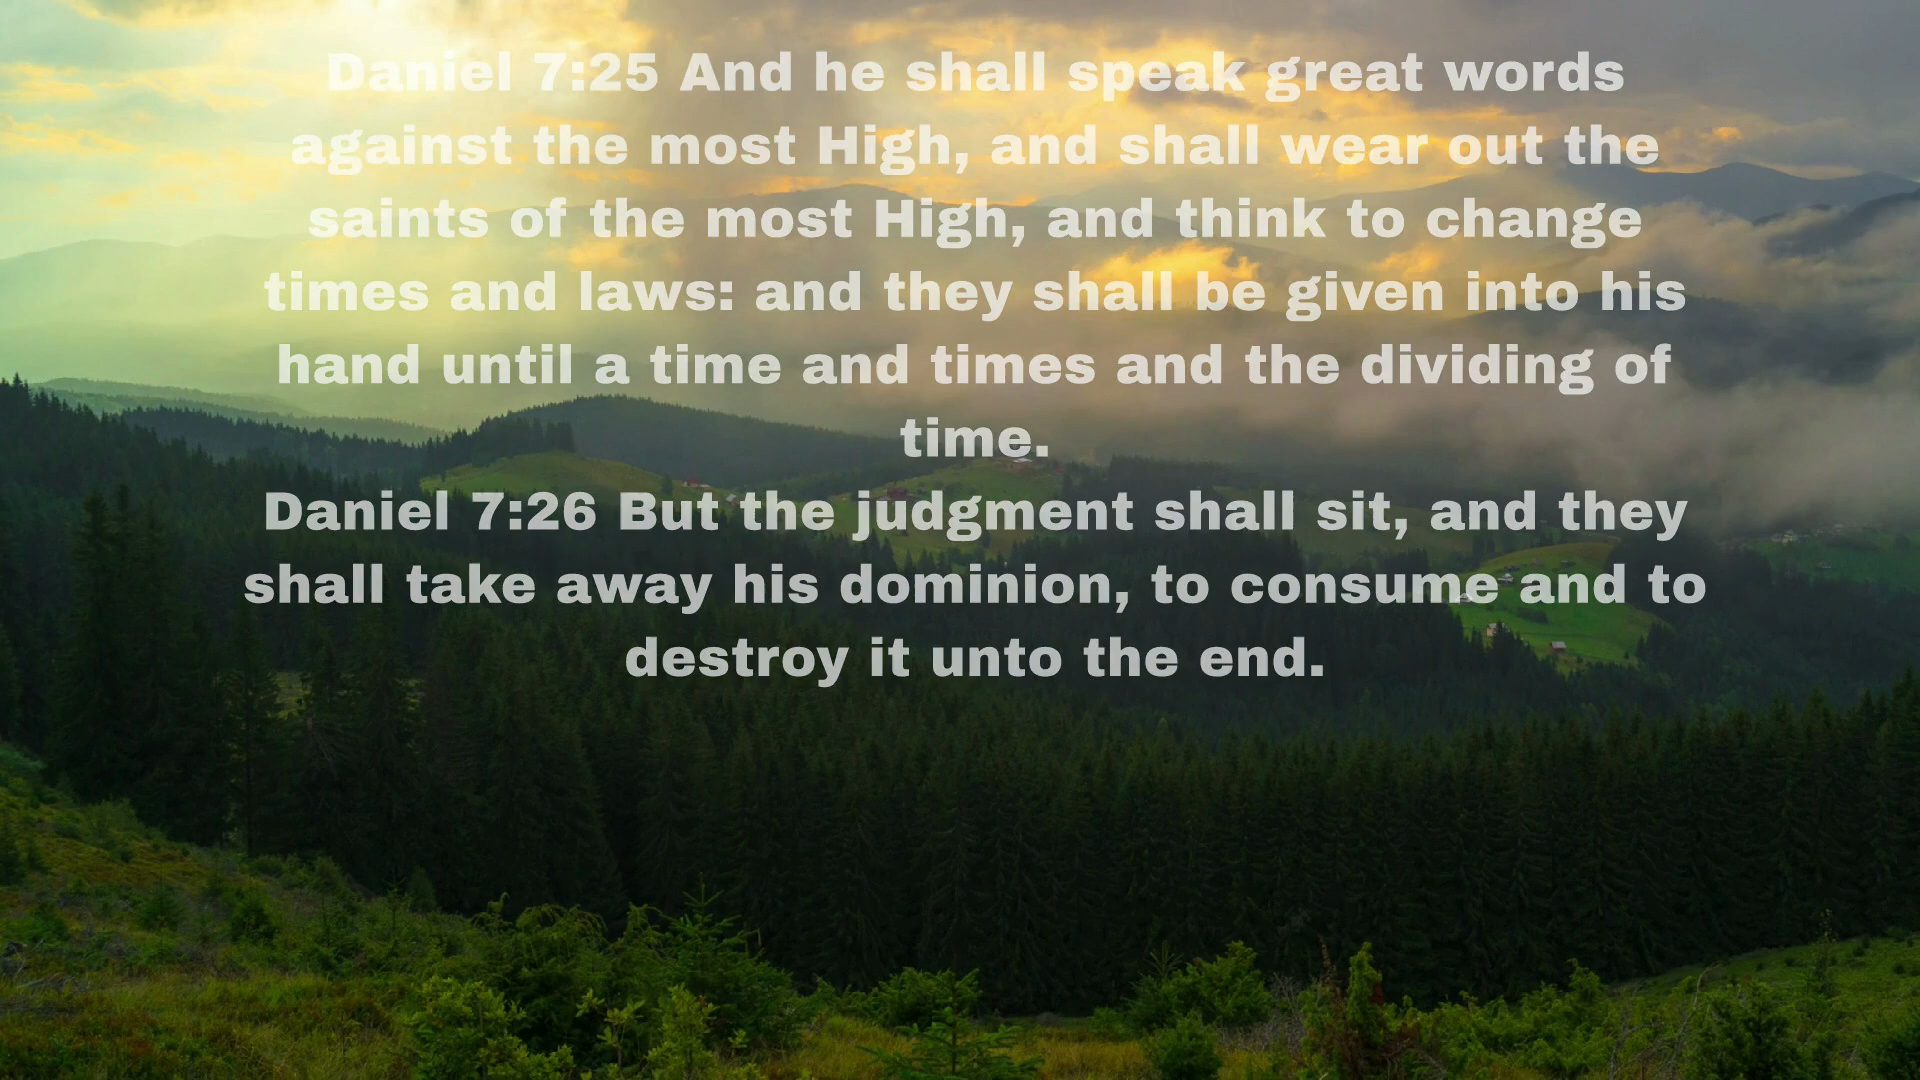 Daniel 7:25 And he shall speak great words
against the most High, and shall wear out the
saints of the most High, and think to change
times and laws: and they shall be given into his
hand until a time and times and the dividing of
time.
Daniel 7:26 But the judgment shall sit, and they
shall take away his dominion, to consume and to
destroy it unto the end.